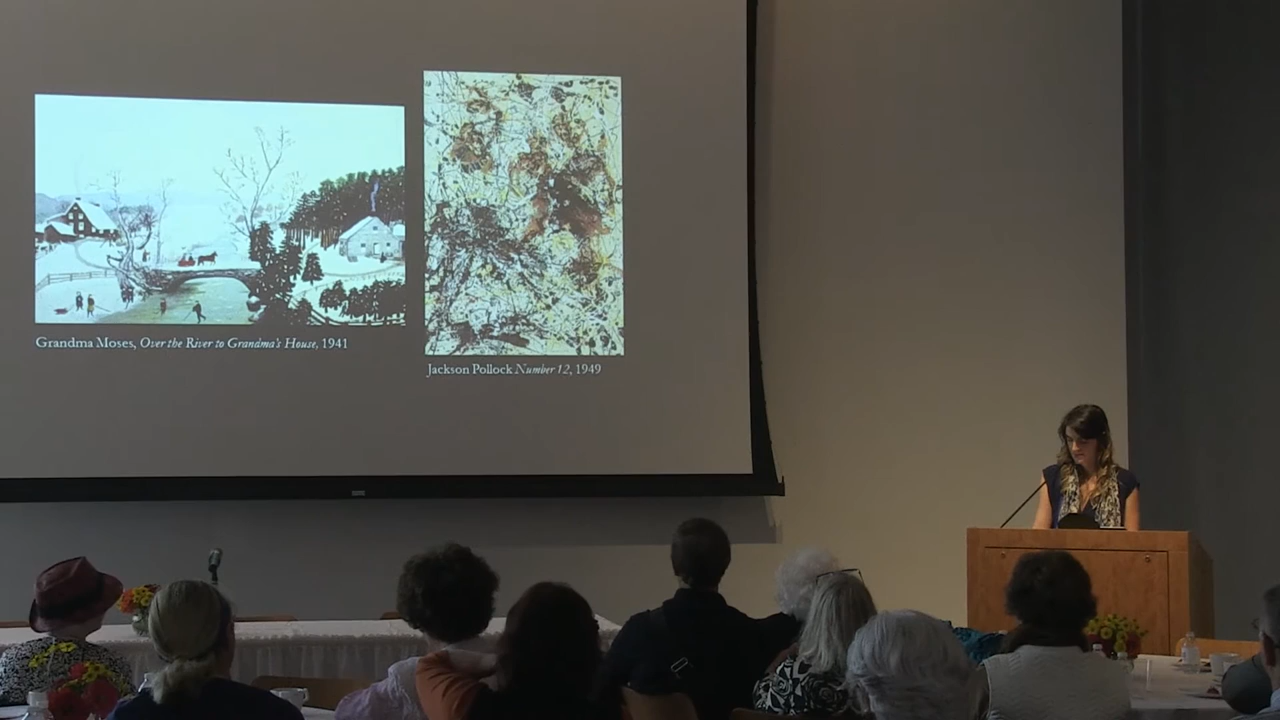 Grandma Moses, Over the River to Grandma's House, 1941
Jackson Pollock Number 12, 1949